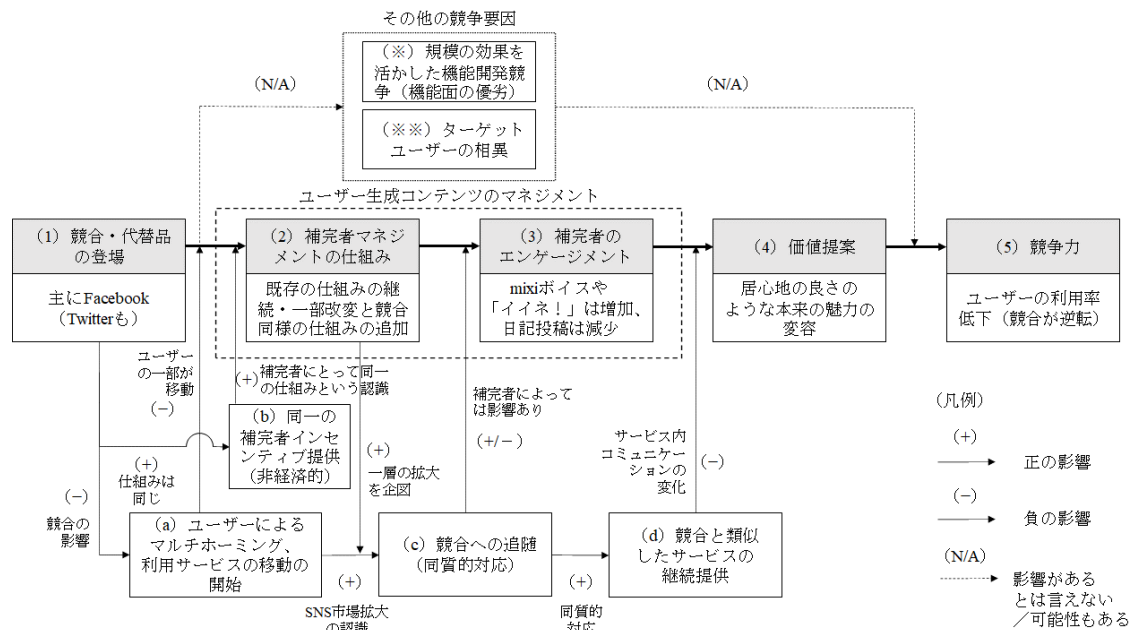 その他の競争要因
（※）規模の効果を
活かした機能開発競
争（機能面の優劣）
（※※）ターゲット
ユーザーの相異
（N/A）
（N/A）
ユーザー生成コンテンツのマネジメント
（1）競合・代替品
の登場
主にFacebook
（Twitterも）
（2）補完者マネジ
メントの仕組み
既存の仕組みの継
続・一部改変と競合
同様の仕組みの追加
（3）補完者の
エンゲージメント
mixiボイスや
「イイネ！」は増加、
日記投稿は減少
（4）価値提案
居心地の良さの
ような本来の魅力の
変容
（5）競争力
ユーザーの利用率
低下（競合が逆転）
ユーザー
の一部が
移動
（－）
（+）
補完者にとって同一
の仕組みという認識
（b）同一の
補完者インセン
ティブ提供
（非経済的）
（+）
仕組みは
同じ
（－）
競合の
影響
（a）ユーザーによる
マルチホーミング、
利用サービスの移動の
開始
（+）
一層の拡大
を企図
（+）
SNS市場拡大
の認識
補完者によって
は影響あり
（+/－）
（c）競合への追随
（同質的対応）
（+）
同質的
対応
サービス内
コミュニケー
ションの
変化
（－）
（d）競合と類似
したサービスの
継続提供
（凡例）
（+）
正の影響
（－）
負の影響
（N/A）
影響がある
とは言えない
／可能性もある